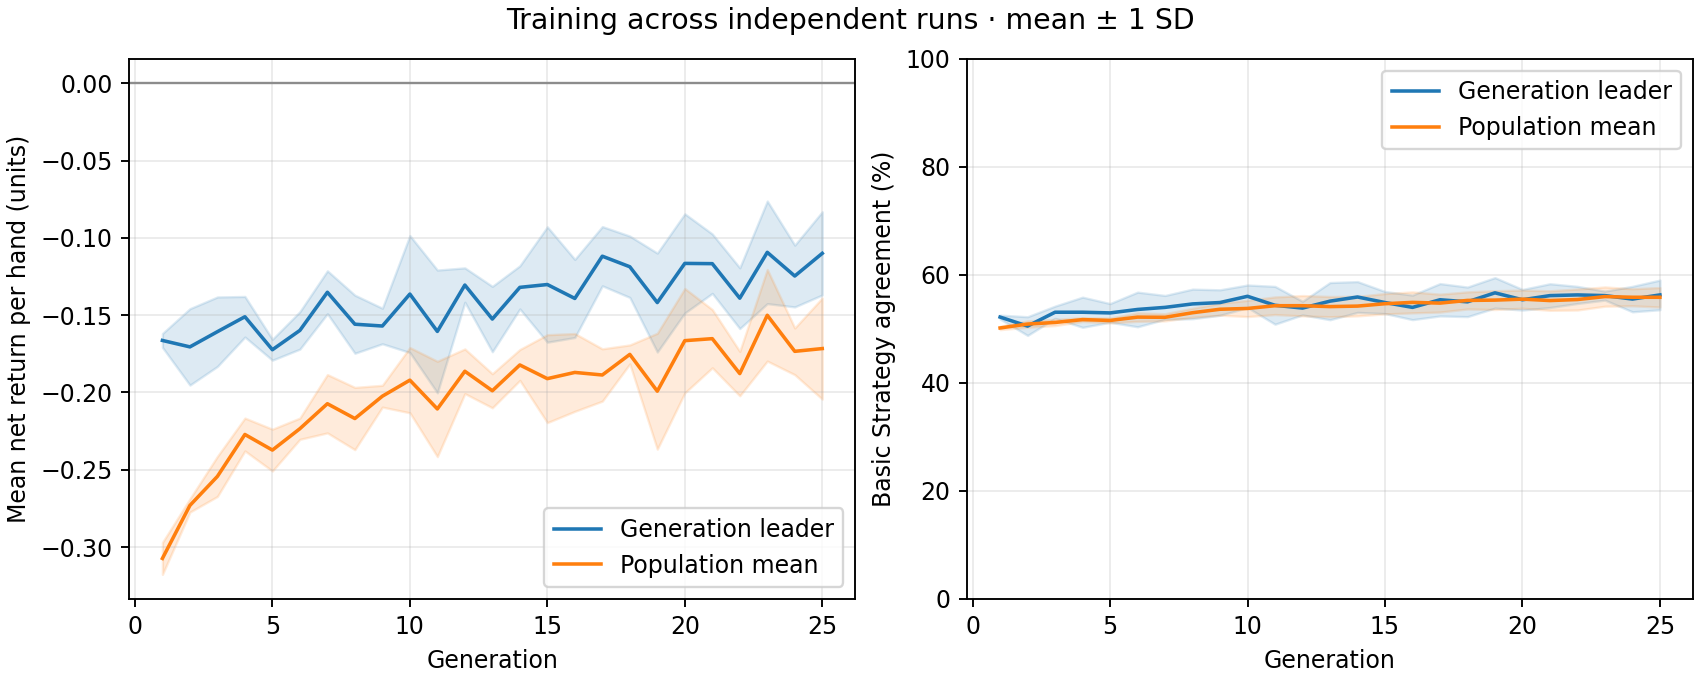 Training across independent runs · mean ± 1 SD
Mean net return per hand (units)
0.00
−0.05
−0.10
−0.15
−0.20
−0.25
−0.30
0
5
10
15
20
25
Generation
Generation leader
Population mean
Basic Strategy agreement (%)
100
80
60
40
20
0
0
5
10
15
20
25
Generation
Generation leader
Population mean